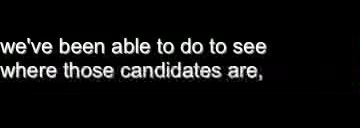 we've been able to do to see
where those candidates are,